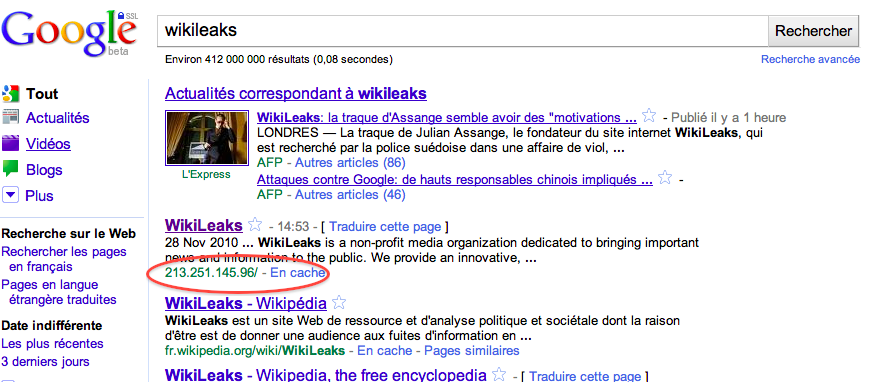 Google
SSL
beta
wikileaks
Rechercher
Environ 412 000 000 résultats (0,08 secondes)
Recherche avancée
Tout
Actualités
Vidéos
Blogs
Plus
Recherche sur le Web
Rechercher les pages
en français
Pages en langue
étrangère traduites
Date indifférente
Les plus récentes
3 derniers jours
Actualités correspondant à wikileaks
L'Express
WikiLeaks: la traque d'Assange semble avoir des "motivations ... - Publié il y a 1 heure
LONDRES — La traque de Julian Assange, le fondateur du site internet WikiLeaks, qui
est recherché par la police suédoise dans une affaire de viol, ...
AFP - Autres articles (86)
Attaques contre Google: de hauts responsables chinois impliqués ... -
AFP - Autres articles (46)
WikiLeaks - 14:53 - [ Traduire cette page ]
28 Nov 2010 ... WikiLeaks is a non-profit media organization dedicated to bringing important
news and information to the public. We provide an innovative, ...
213.251.145.96/ - En cache
WikiLeaks - Wikipédia
WikiLeaks est un site Web de ressource et d'analyse politique et sociétale dont la raison
d'être est de donner une audience aux fuites d'information en ...
fr.wikipedia.org/wiki/WikiLeaks - En cache - Pages similaires
WikiLeaks - Wikipedia, the free encyclopedia - [ Traduire cette page ]